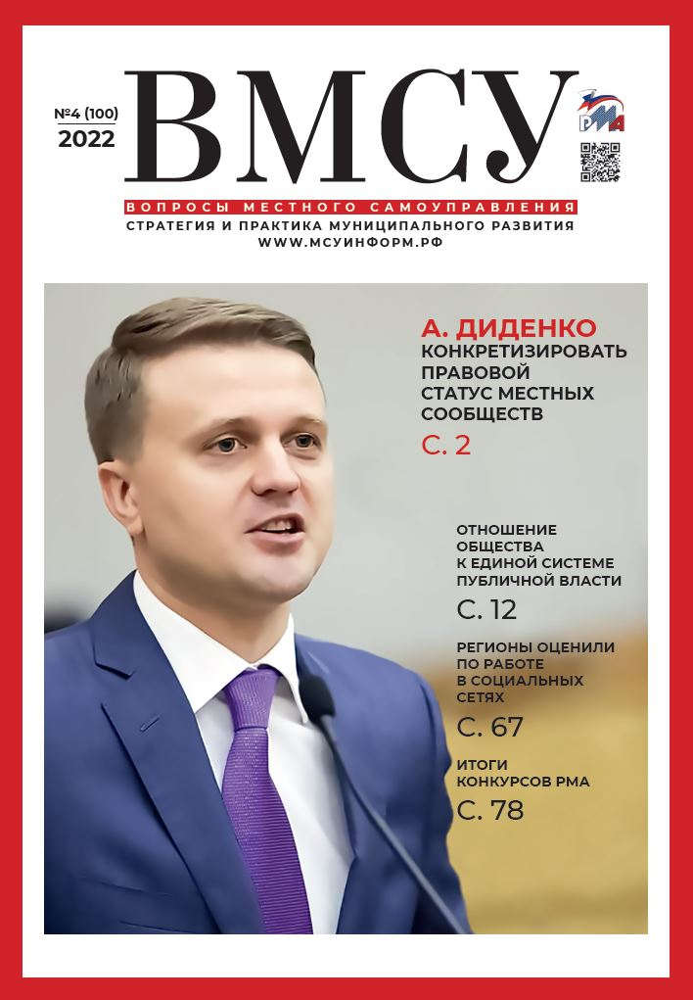 №4 (100)
2022
ВМСУ
РМА
ВОПРОСЫ МЕСТНОГО САМОУПРАВЛЕНИЯ
СТРАТЕГИЯ И ПРАКТИКА МУНИЦИПАЛЬНОГО РАЗВИТИЯ
WWW.МСУИНФОРМ.РФ
А. ДИДЕНКО
КОНКРЕТИЗИРОВАТЬ
ПРАВОВОЙ
СТАТУС МЕСТНЫХ
СООБЩЕСТВ
С. 2
ОТНОШЕНИЕ
ОБЩЕСТВА
К ЕДИНОЙ СИСТЕМЕ
ПУБЛИЧНОЙ ВЛАСТИ
С. 12
РЕГИОНЫ ОЦЕНИЛИ
ПО РАБОТЕ
В СОЦИАЛЬНЫХ
СЕТЯХ
С. 67
ИТОГИ
КОНКУРСОВ РМА
С. 78